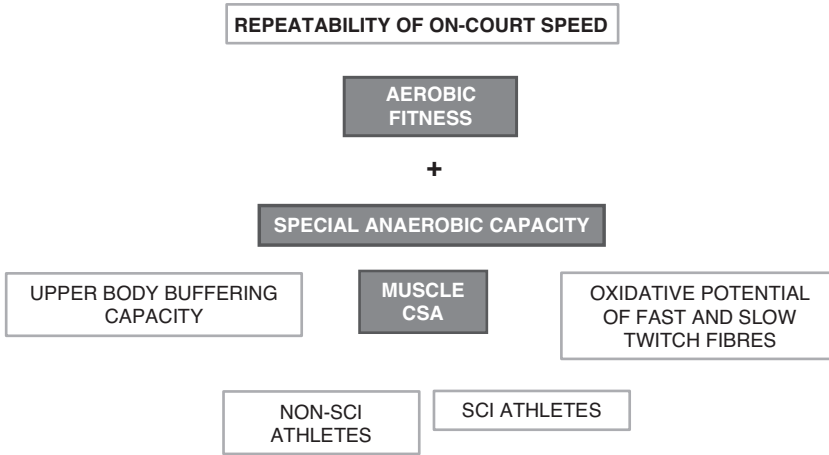 REPEATABILITY OF ON-COURT SPEED
AEROBIC
FITNESS
+
SPECIAL ANAEROBIC CAPACITY
UPPER BODY BUFFERING
CAPACITY
MUSCLE
CSA
OXIDATIVE POTENTIAL
OF FAST AND SLOW
TWITCH FIBRES
NON-SCI
ATHLETES
SCI ATHLETES